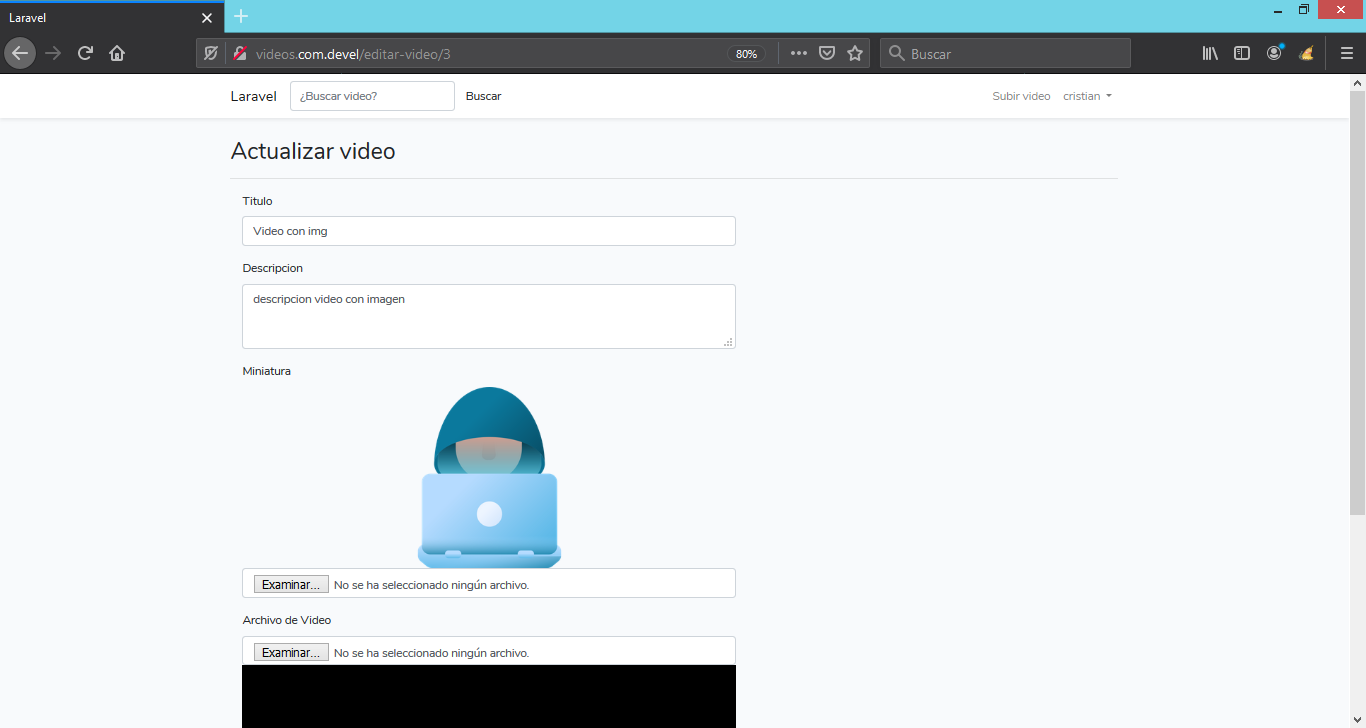 Laravel
videos.com.devel/editar-video/3
80%
Buscar
Laravel
¿Buscar video?
Buscar
Subir video
cristian
Actualizar video
Titulo
Video con img
Descripcion
descripcion video con imagen
Miniatura
Examinar... No se ha seleccionado ningún archivo.
Archivo de Video
Examinar... No se ha seleccionado ningún archivo.